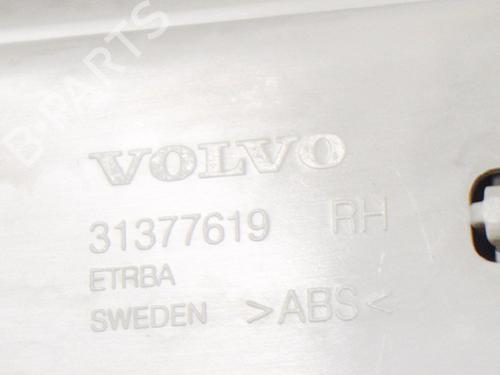 B-PARTS
VOLVO
31377619 RH
ETRBA
SWEDEN >ABS<